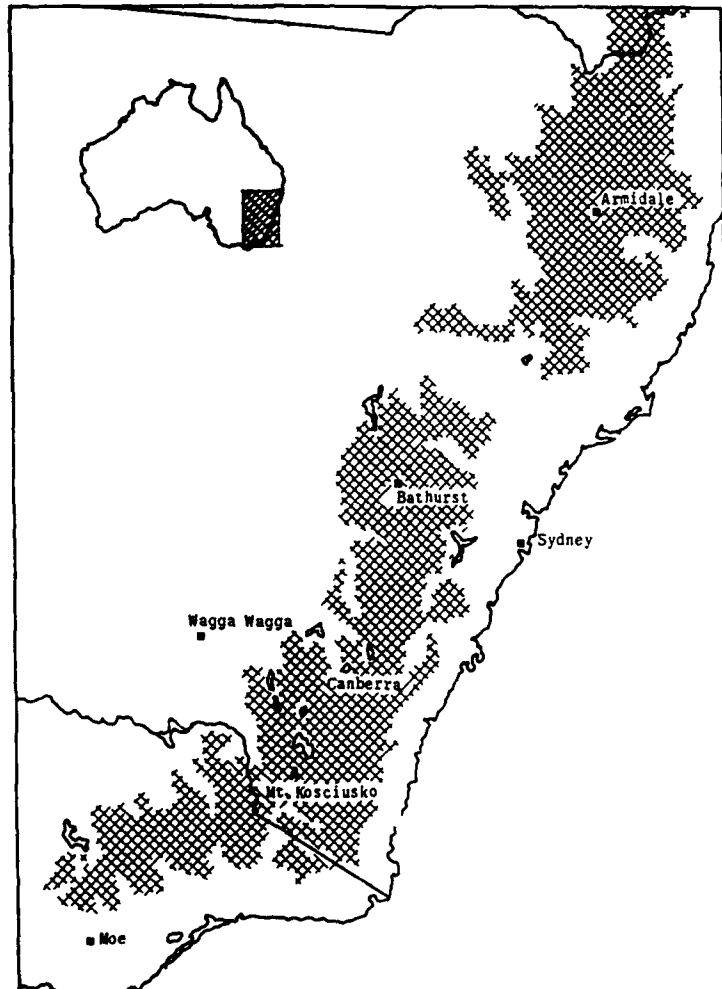 Armidale
Bathurst
Sydney
Wagga Wagga
Canberra
Mt. Kosciusko
Moe